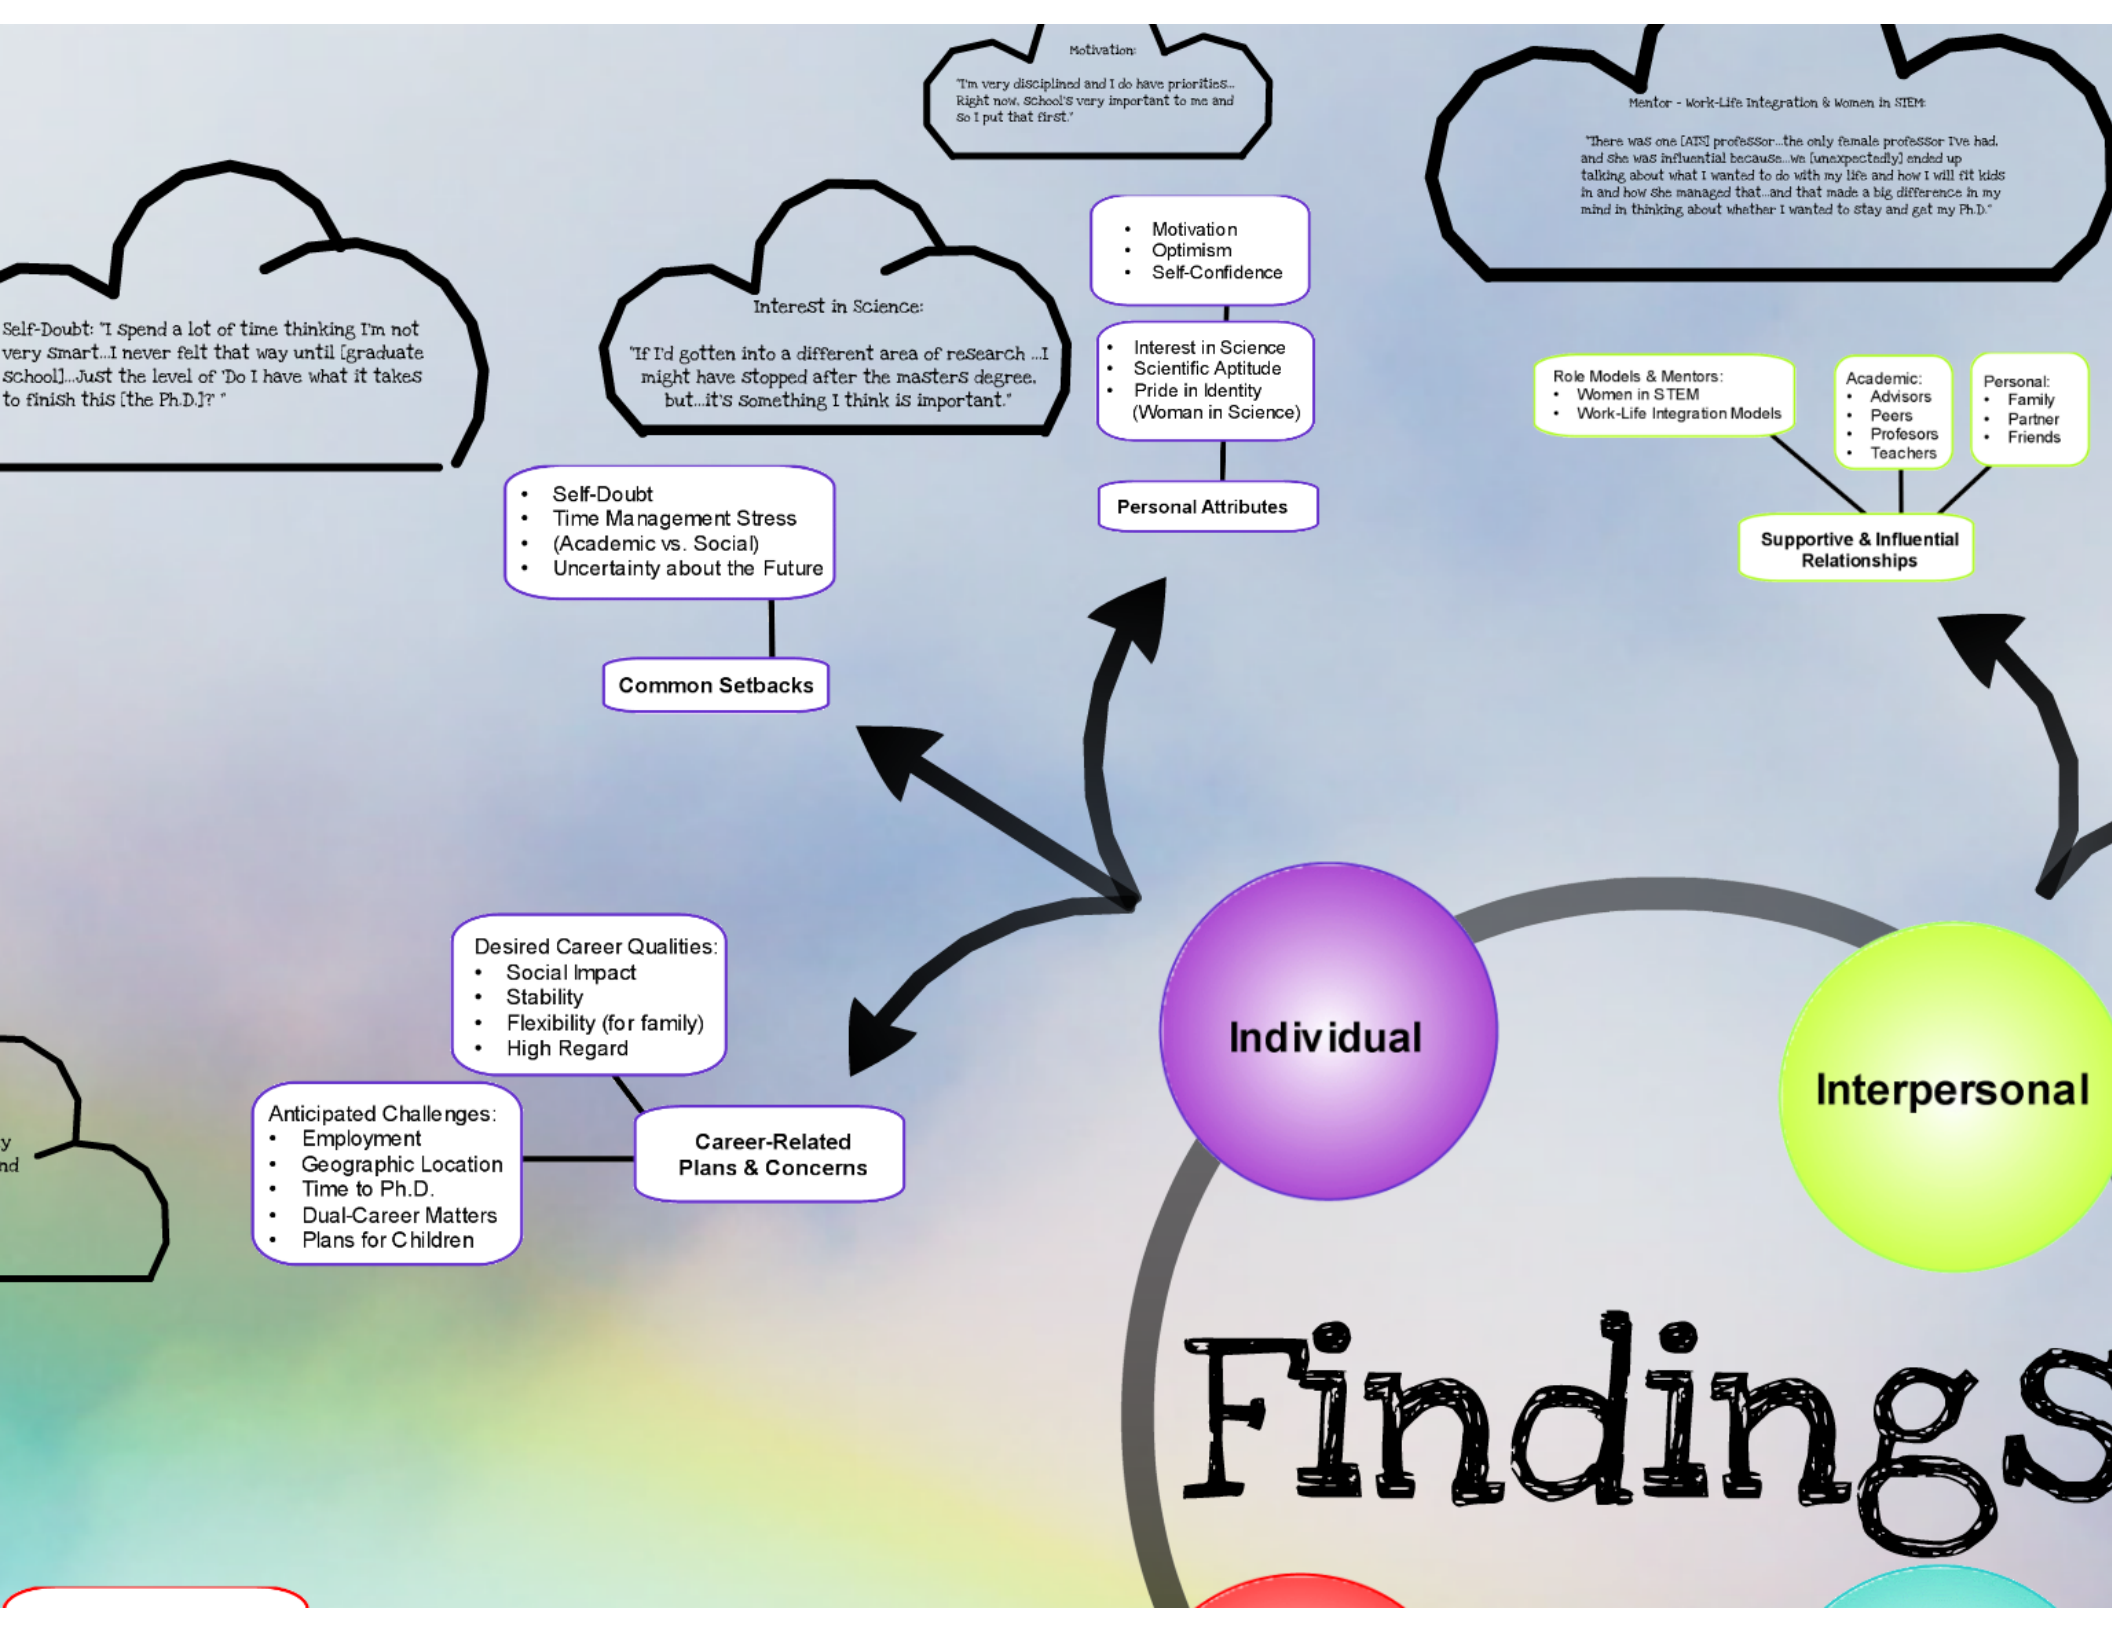 Motivation:
"I'm very disciplined and I do have priorities...
Right now, school's very important to me and
so I put that first."
Mentor - Work-Life Integration & Women in STEM:
"There was one [ATS] professor...the only female professor I've had,
and she was influential because...we [unexpectedly] ended up
talking about what I wanted to do with my life and how I will fit kids
in and how she managed that...and that made a big difference in my
mind in thinking about whether I wanted to stay and get my Ph.D."
Self-Doubt: "I spend a lot of time thinking I'm not
very smart...I never felt that way until [graduate
school]...Just the level of 'Do I have what it takes
to finish this [the Ph.D.]?' "
Interest in Science:
"If I'd gotten into a different area of research ...I
might have stopped after the masters degree,
but...it's something I think is important."
• Motivation
• Optimism
• Self-Confidence
• Interest in Science
• Scientific Aptitude
• Pride in Identity
(Woman in Science)
Personal Attributes
Role Models & Mentors:
• Women in STEM
• Work-Life Integration Models
Academic:
• Advisors
• Peers
• Profesors
• Teachers
Personal:
• Family
• Partner
• Friends
Supportive & Influential
Relationships
• Self-Doubt
• Time Management Stress
• (Academic vs. Social)
• Uncertainty about the Future
Common Setbacks
Desired Career Qualities:
• Social Impact
• Stability
• Flexibility (for family)
• High Regard
Anticipated Challenges:
• Employment
• Geographic Location
• Time to Ph.D.
• Dual-Career Matters
• Plans for Children
Career-Related
Plans & Concerns
Individual
Interpersonal
Findings